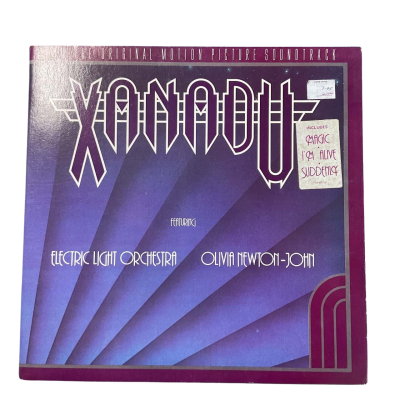 ORIGINAL MOTION PICTURE SOUNDTRACK
XANADU
INCLUDES
MAGIC
I'M ALIVE
SUDDENLY
FEATURING
ELECTRIC LIGHT ORCHESTRA OLIVIA NEWTON-JOHN